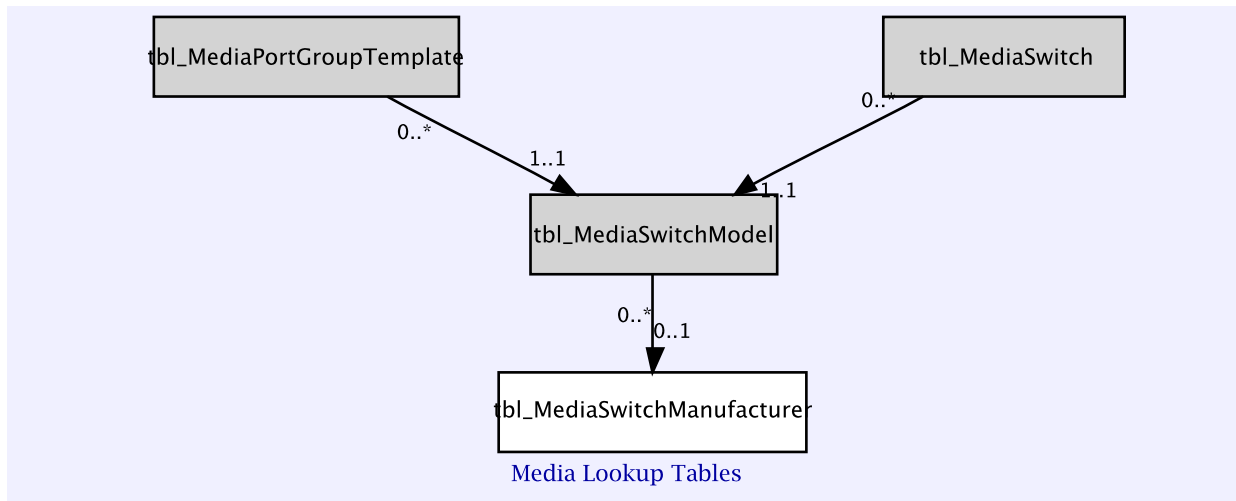 tbl_MediaPortGroupTemplate
tbl_MediaSwitch
0..*
0..*
1..1
1..1
tbl_MediaSwitchModel
0..*
0..1
tbl_MediaSwitchManufacturer
Media Lookup Tables